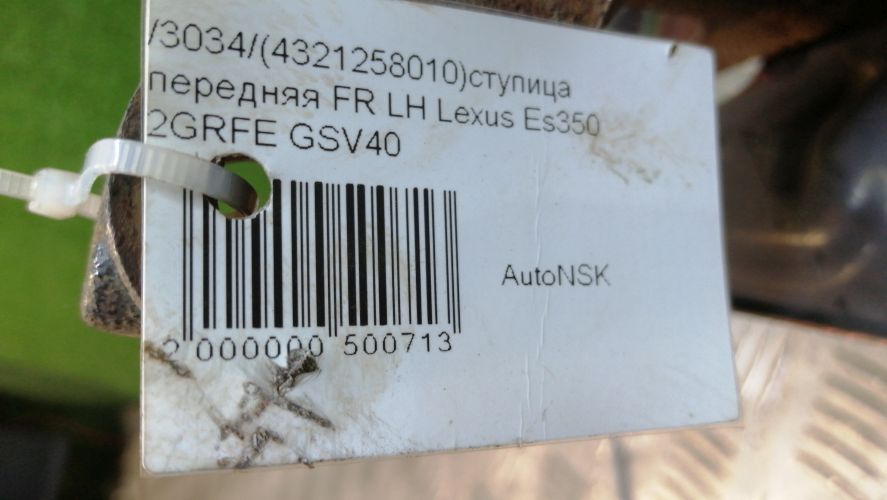 /3034/(4321258010)ступица
передняя FR LH Lexus Es350
2GRFE GSV40
AutoNSK
2 000000 500713